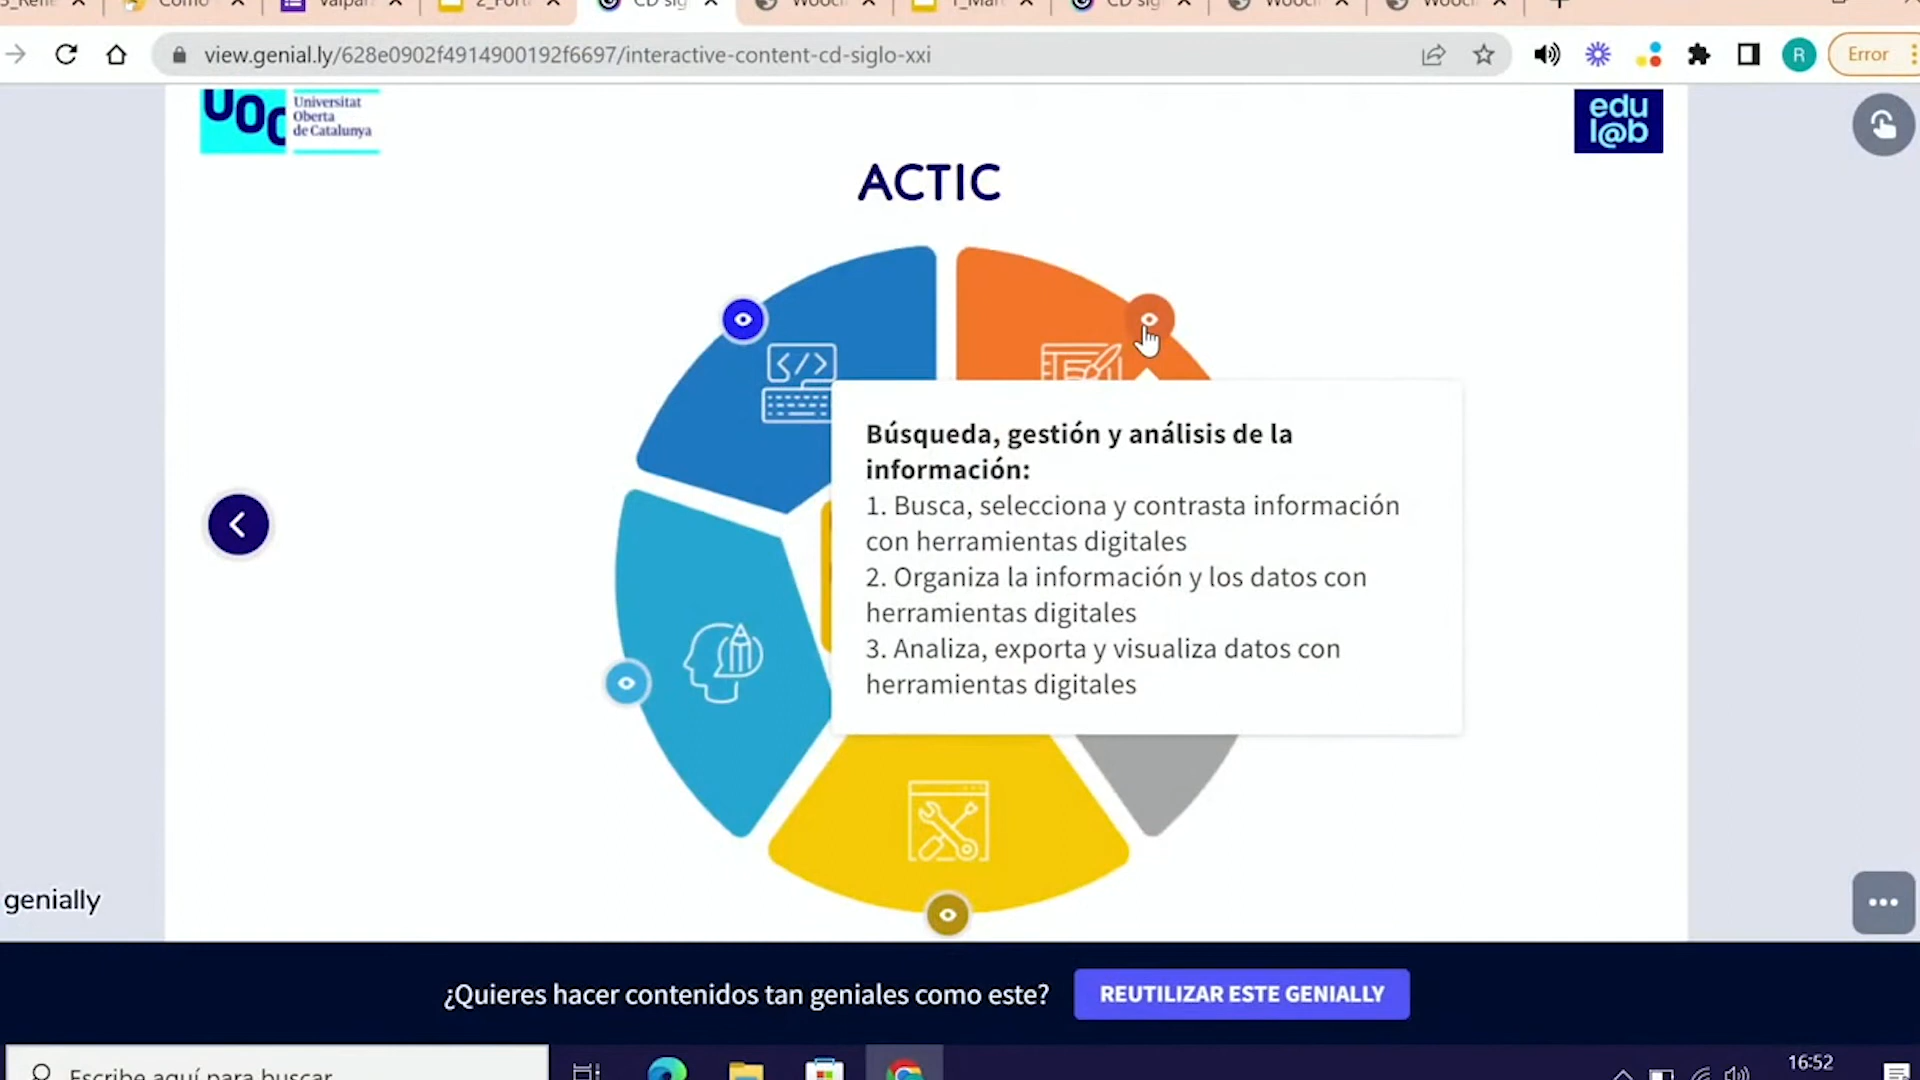 view.genial.ly/628e0902f4914900192f6697/interactive-content-cd-siglo-xxi
R
Error
UOC
Universitat
Oberta
de Catalunya
edu
l@b
ACTIC
</>
Búsqueda, gestión y análisis de la
información:
1. Busca, selecciona y contrasta información
con herramientas digitales
2. Organiza la información y los datos con
herramientas digitales
3. Analiza, exporta y visualiza datos con
herramientas digitales
genially
¿Quieres hacer contenidos tan geniales como este?
REUTILIZAR ESTE GENIALLY
Escribe aquí para buscar
16:52